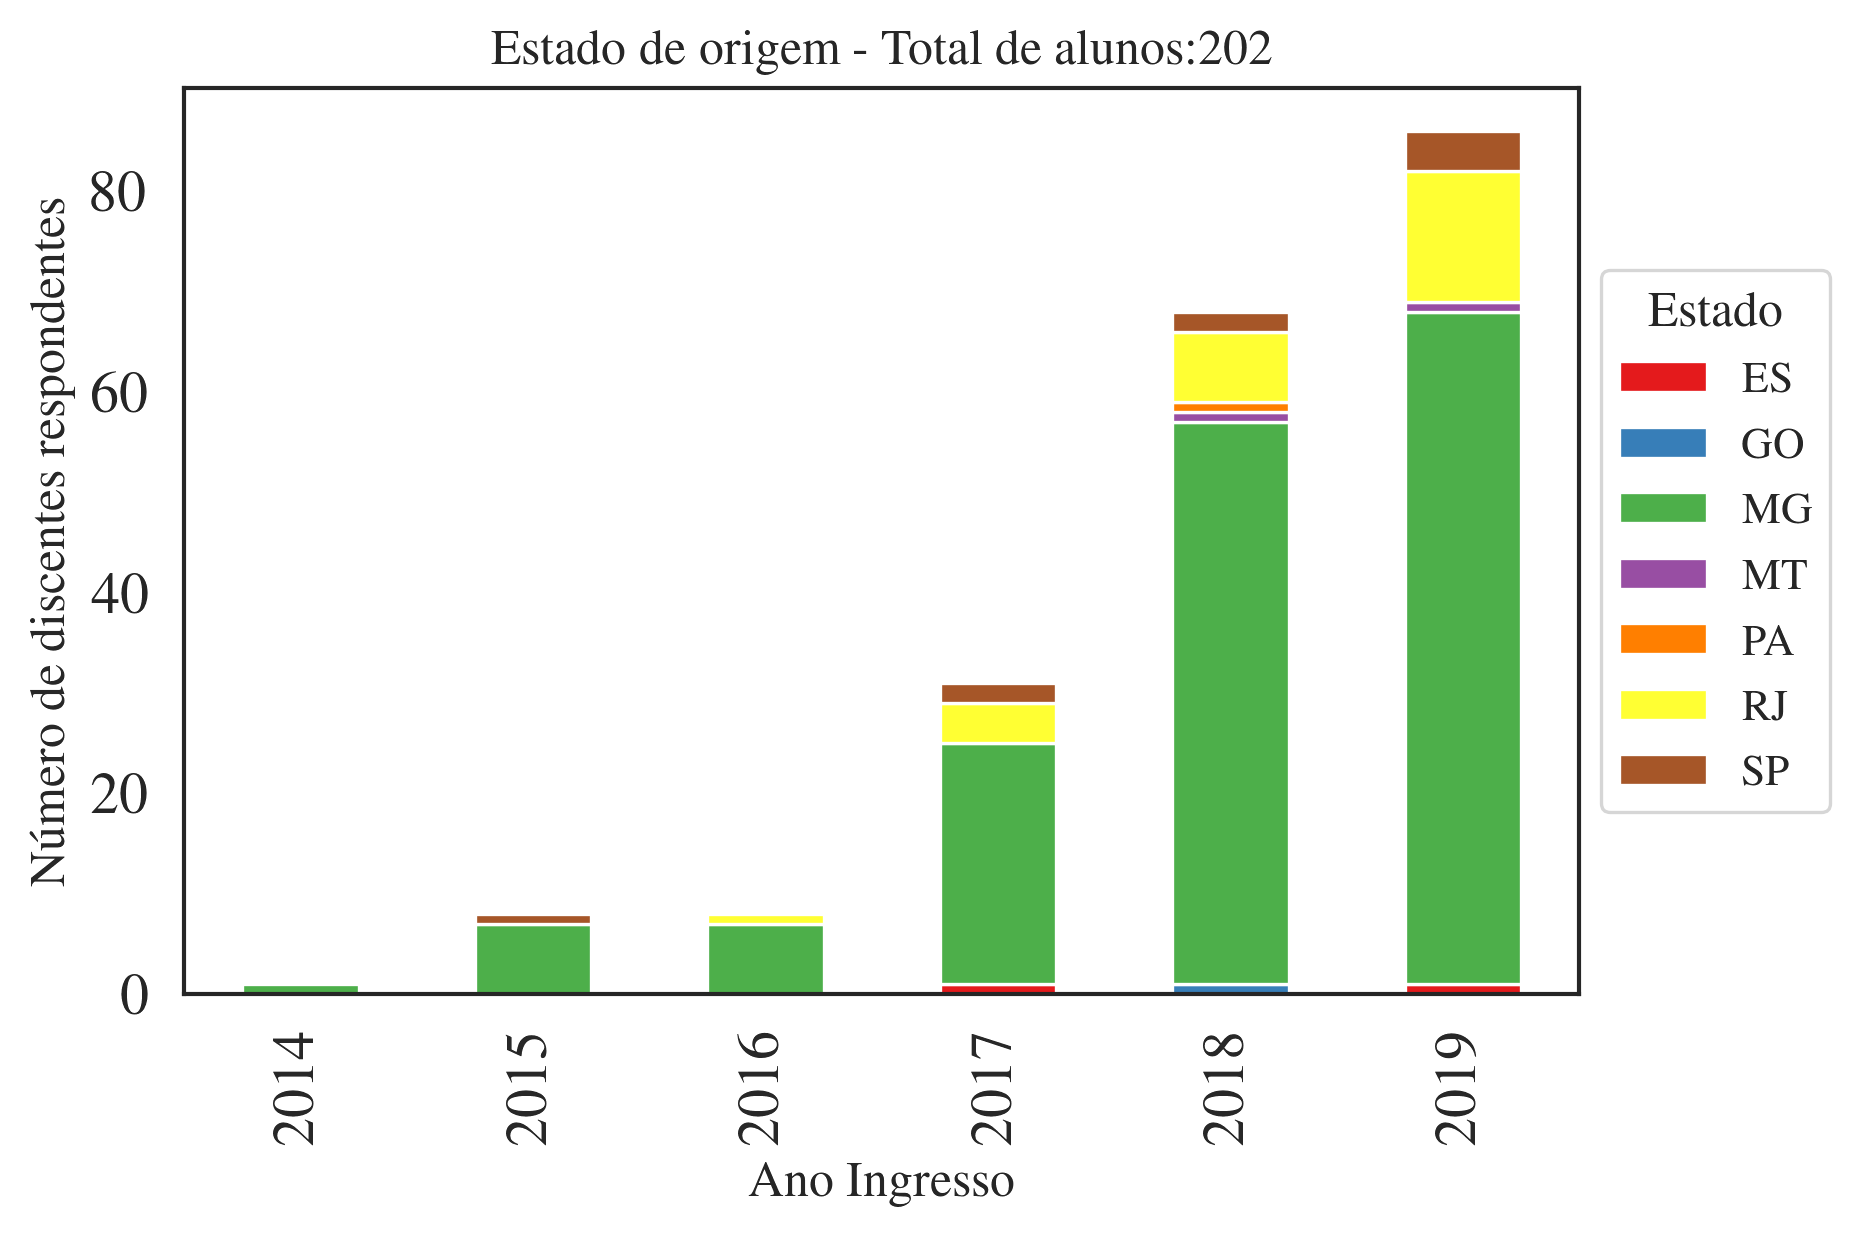 Estado de origem - Total de alunos:202
Número de discentes respondentes
80
60
40
20
0
2014
2015
2016
2017
2018
2019
Ano Ingresso
Estado
ES
GO
MG
MT
PA
RJ
SP